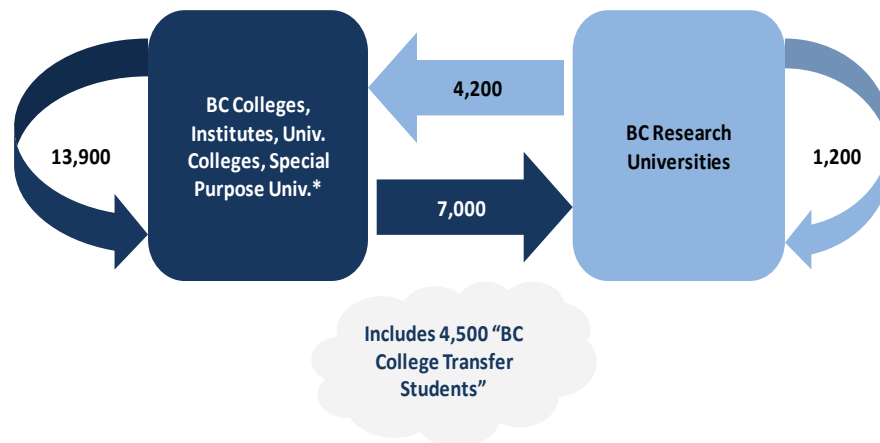 13,900
BC Colleges,
Institutes, Univ.
Colleges, Special
Purpose Univ.*
4,200
7,000
BC Research
Universities
1,200
Includes 4,500 “BC
College Transfer
Students”